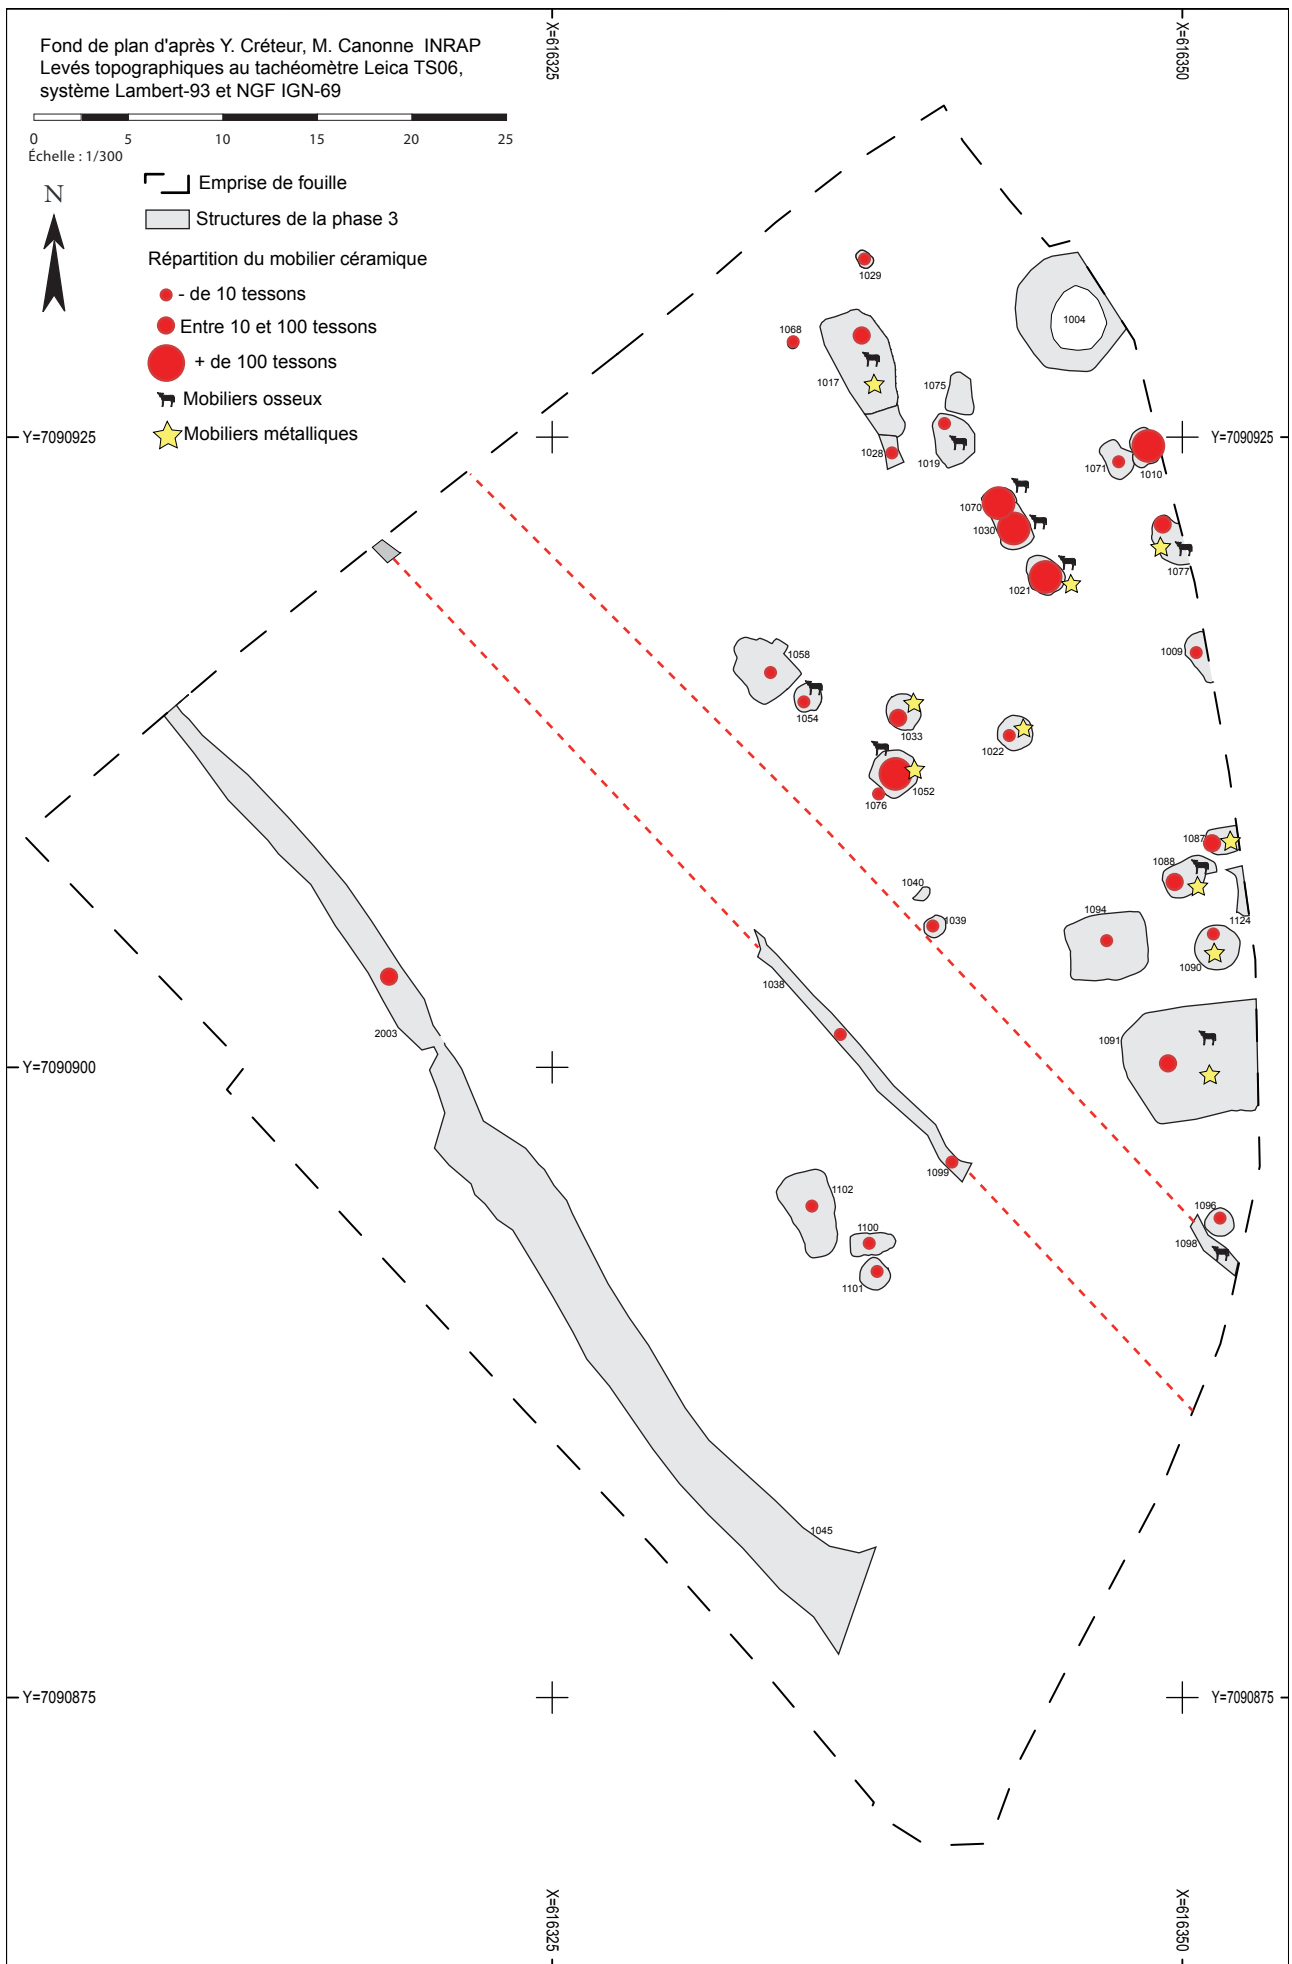 X=616325
X=616350
Fond de plan d'après Y. Créteur, M. Canonne INRAP
Levés topographiques au tachéomètre Leica TS06,
système Lambert-93 et NGF IGN-69
0 5 10 15 20 25
Échelle : 1/300
N
Emprise de fouille
Structures de la phase 3
Répartition du mobilier céramique
- de 10 tessons
Entre 10 et 100 tessons
+ de 100 tessons
Mobiliers osseux
Mobiliers métalliques
1029
1004
1068
1017
1075
Y=7090925
Y=7090925
1028
1019
1071
1010
1070
1030
1077
1021
1058
1009
1054
1033
1022
1052
1076
1087
1088
1040
1124
1039
1094
1090
1038
2003
1091
Y=7090900
1099
1102
1096
1100
1098
1101
1045
Y=7090875
Y=7090875
X=616325
X=616350